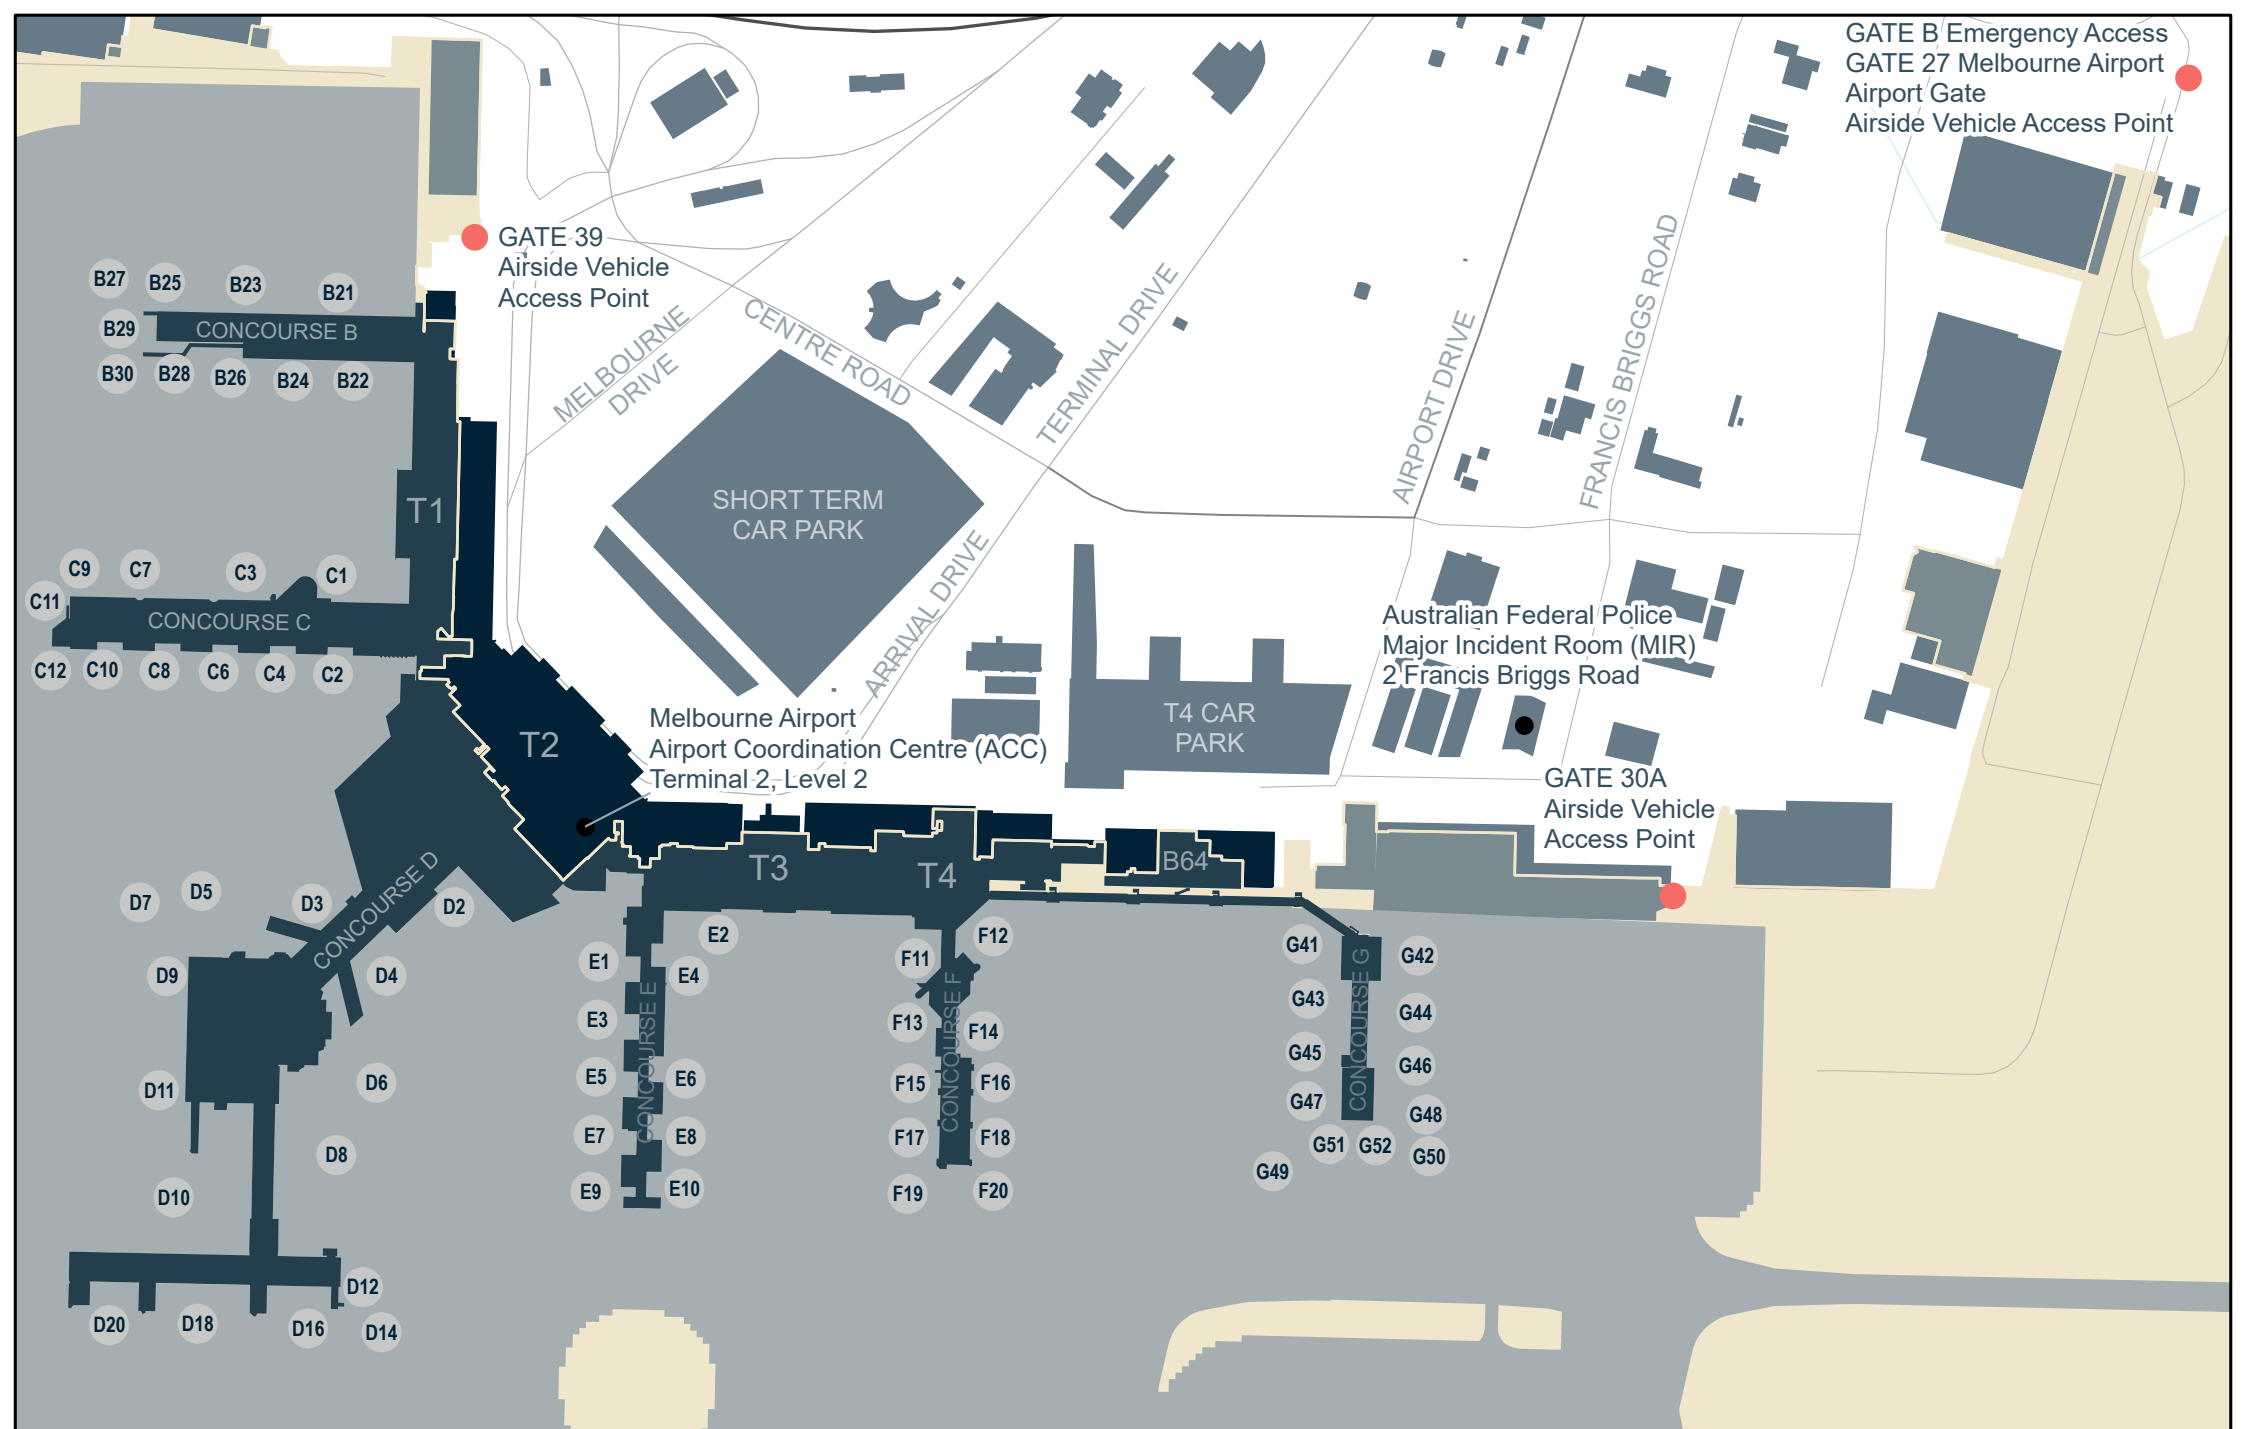 GATE B Emergency Access
GATE 27 Melbourne Airport
Airport Gate
Airside Vehicle Access Point
GATE 39
Airside Vehicle
Access Point
B27
B25
B23
B21
B29
CONCOURSE B
B30
B28
B26
B24
B22
MELBOURNE
DRIVE
CENTRE ROAD
TERMINAL DRIVE
AIRPORT DRIVE
FRANCIS BRIGGS ROAD
SHORT TERM
CAR PARK
T1
C9
C7
C3
C1
C11
CONCOURSE C
C12
C10
C8
C6
C4
C2
ARRIVAL DRIVE
Australian Federal Police
Major Incident Room (MIR)
2 Francis Briggs Road
T2
Melbourne Airport
Airport Coordination Centre (ACC)
Terminal 2, Level 2
T4 CAR
PARK
GATE 30A
Airside Vehicle
Access Point
T3
T4
B64
D7
D5
D3
CONCOURSE D
D2
D9
D4
D11
D6
D8
D10
D12
D20
D18
D16
D14
E2
E1
E4
E3
CONCOURSE E
E5
E6
E7
E8
E9
E10
F12
F11
F13
F14
CONCOURSE F
F15
F16
F17
F18
F19
F20
G41
G42
G43
G44
CONCOURSE G
G45
G46
G47
G48
G51
G52
G50
G49